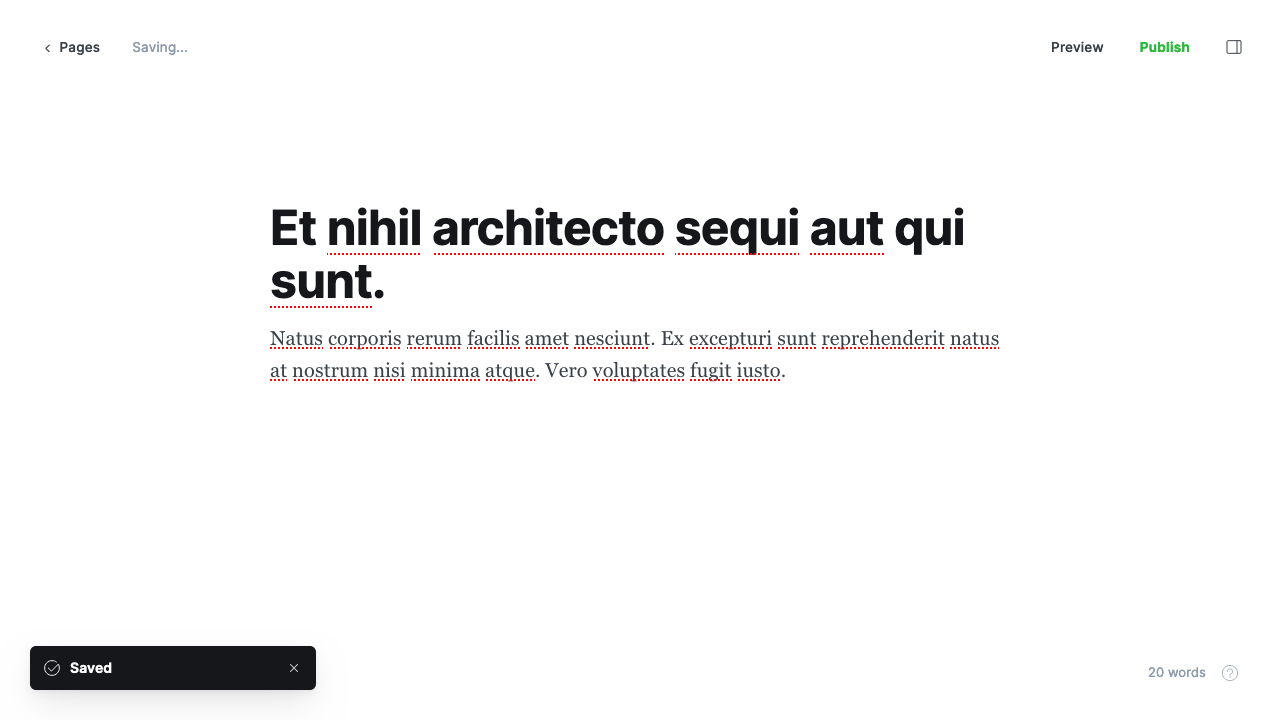 Pages
Saving...
Preview
Publish
Et nihil architecto sequi aut qui
sunt.
Natus corporis rerum facilis amet nesciunt. Ex excepturi sunt reprehenderit natus
at nostrum nisi minima atque. Vero voluptates fugit iusto.
Saved
20 words
?